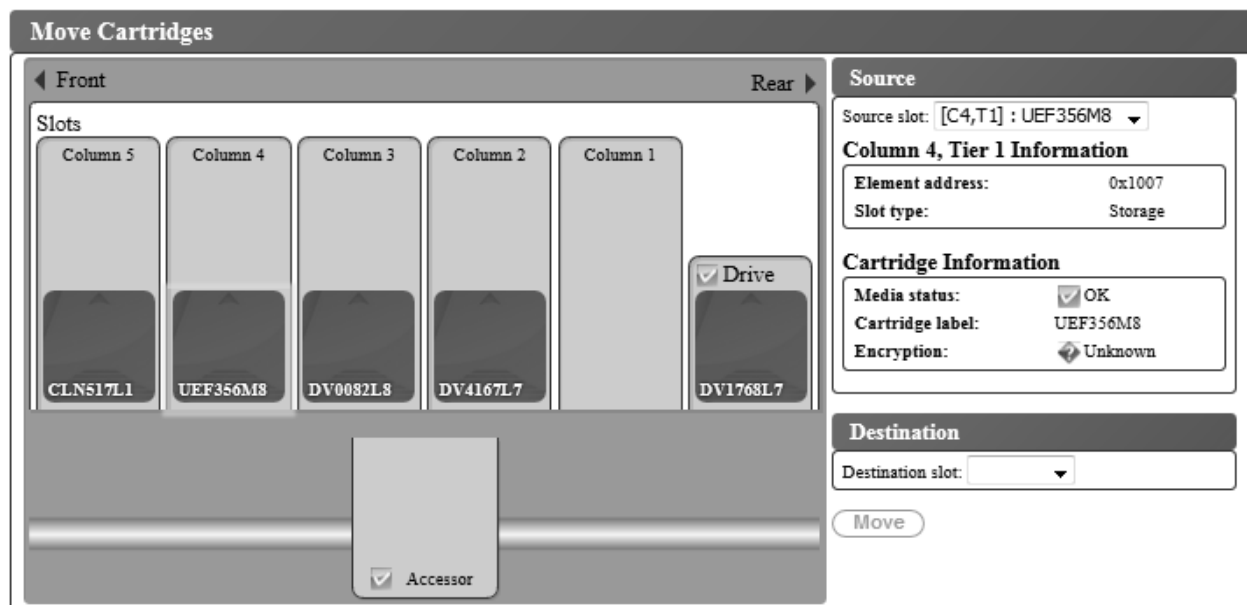 Move Cartridges
Front
Rear
Slots
Column 5
Column 4
Column 3
Column 2
Column 1
Drive
CLN517L1
UEF356M8
DV0082L8
DV4167L7
DV1768L7
Accessor
Source
Source slot: [C4,T1] : UEF356M8
Column 4, Tier 1 Information
Element address: 0x1007
Slot type: Storage
Cartridge Information
Media status: OK
Cartridge label: UEF356M8
Encryption: ? Unknown
Destination
Destination slot:
Move